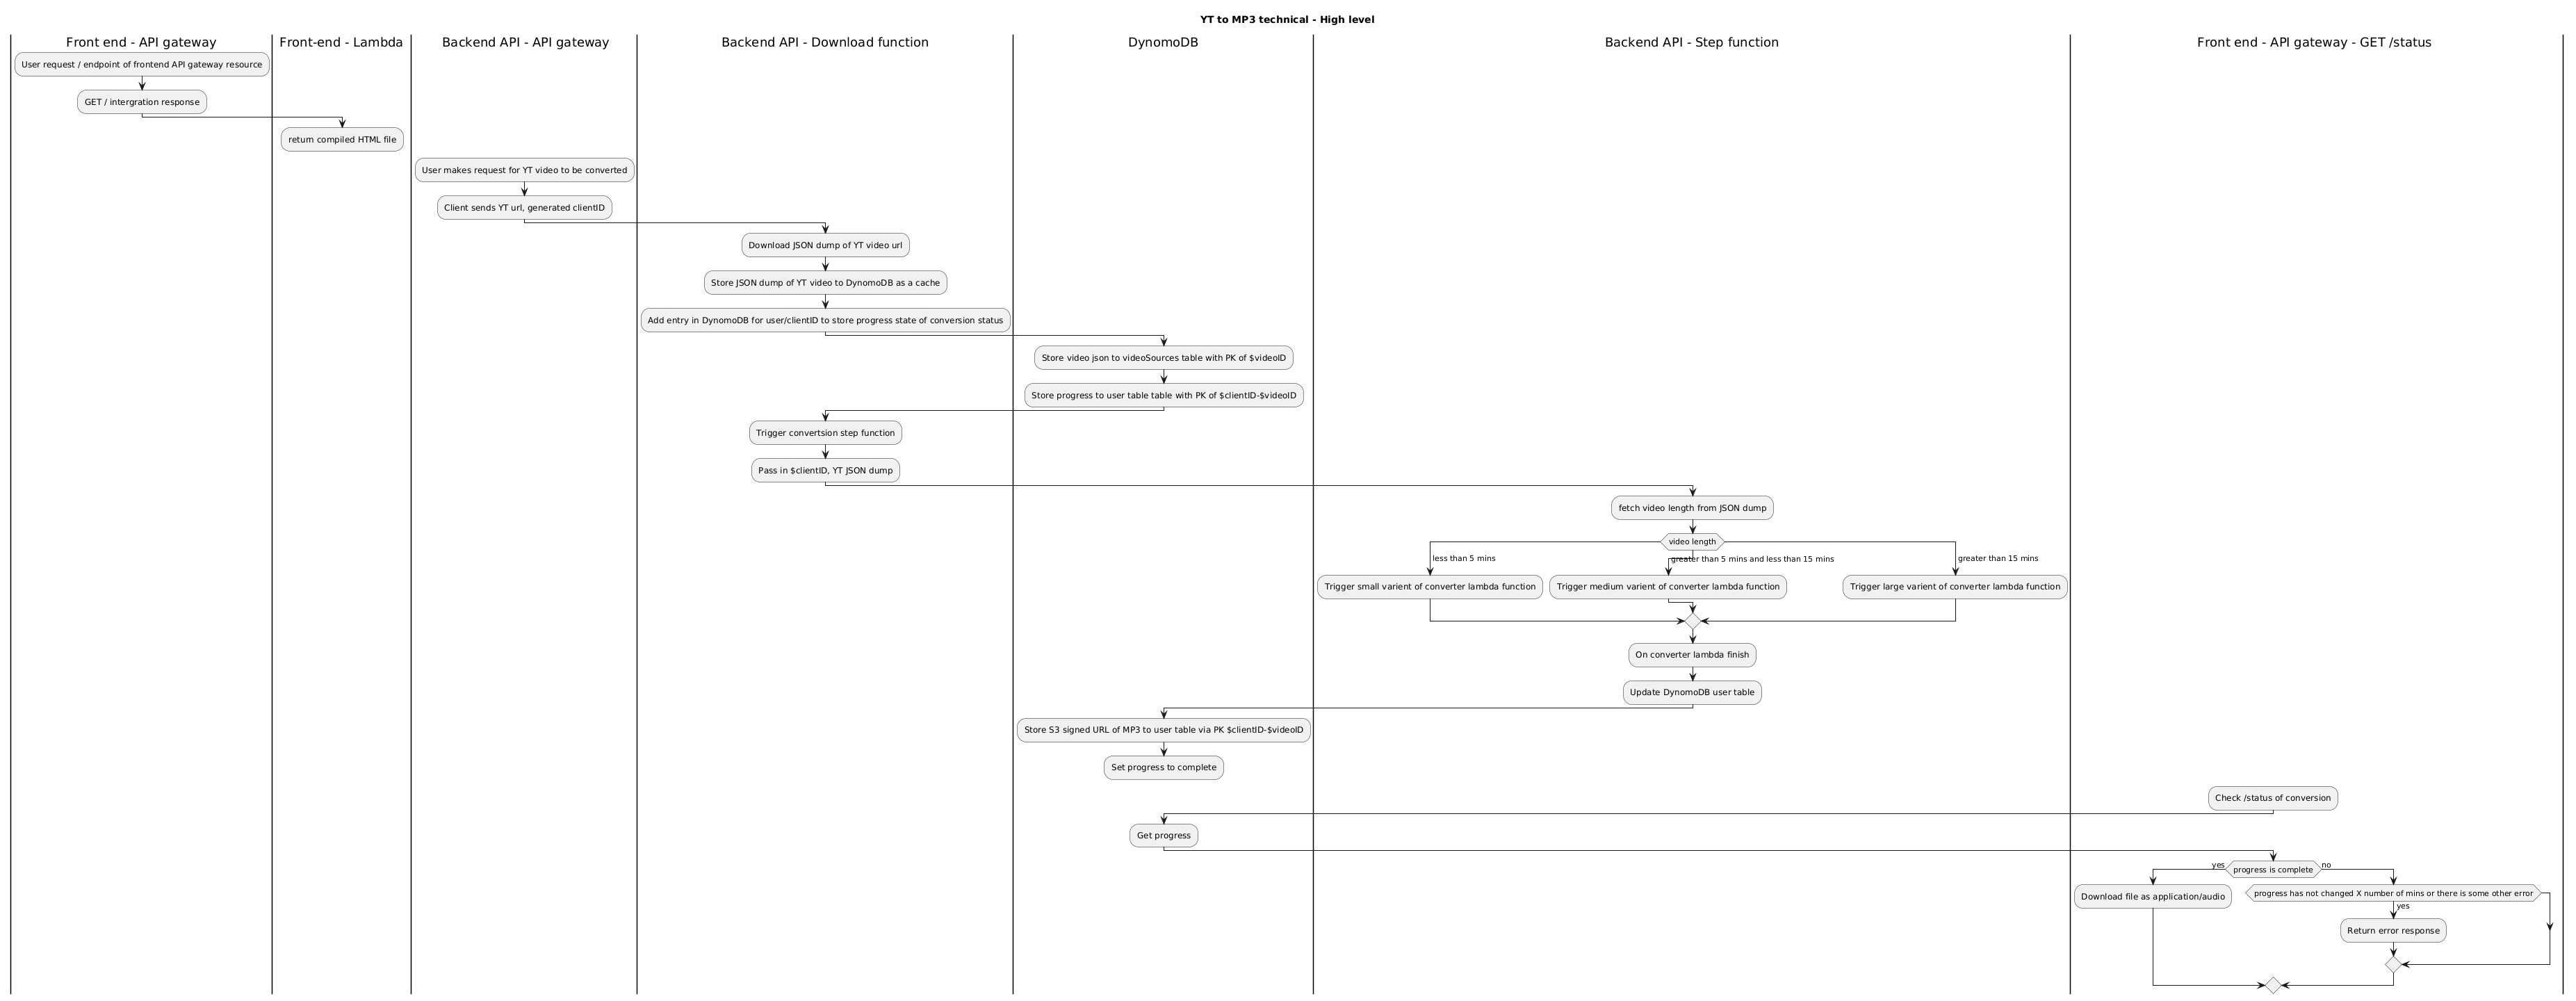 YT to MP3 technical - High level
Front end - API gateway
Front-end - Lambda
Backend API - API gateway
Backend API - Download function
DynomoDB
Backend API - Step function
Front end - API gateway - GET /status
User request / endpoint of frontend API gateway resource
GET / intergration response
return compiled HTML file
User makes request for YT video to be converted
Client sends YT url, generated clientID
Download JSON dump of YT video url
Store JSON dump of YT video to DynomoDB as a cache
Add entry in DynomoDB for user/clientID to store progress state of conversion status
Store video json to videoSources table with PK of $videoID
Store progress to user table table with PK of $clientID-$videoID
Trigger convertsion step function
Pass in $clientID, YT JSON dump
fetch video length from JSON dump
video length
less than 5 mins
greater than 5 mins and less than 15 mins
greater than 15 mins
Trigger small varient of converter lambda function
Trigger medium varient of converter lambda function
Trigger large varient of converter lambda function
On converter lambda finish
Update DynomoDB user table
Store S3 signed URL of MP3 to user table via PK $clientID-$videoID
Set progress to complete
Check /status of conversion
Get progress
yes
progress is complete
no
Download file as application/audio
progress has not changed X number of mins or there is some other error
yes
Return error response